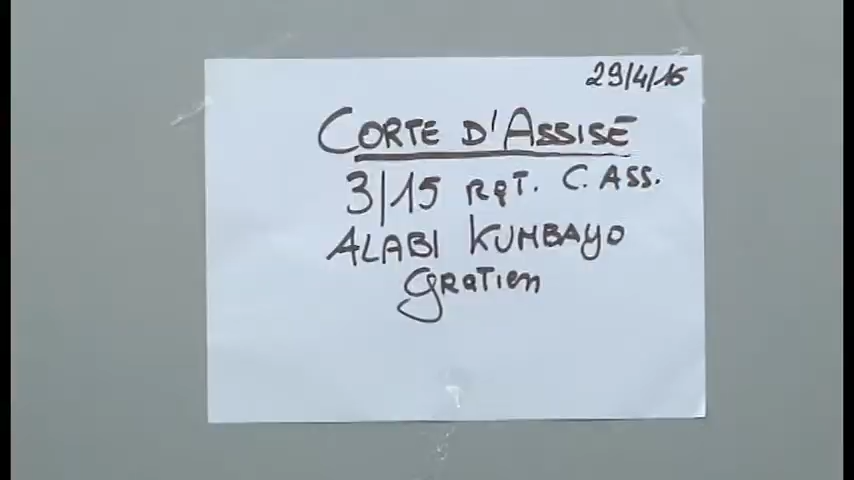 29/4/16
CORTE D'ASSISE
3/15 RgT. C. ASS.
ALABI KUMBAYO
GRATIEN